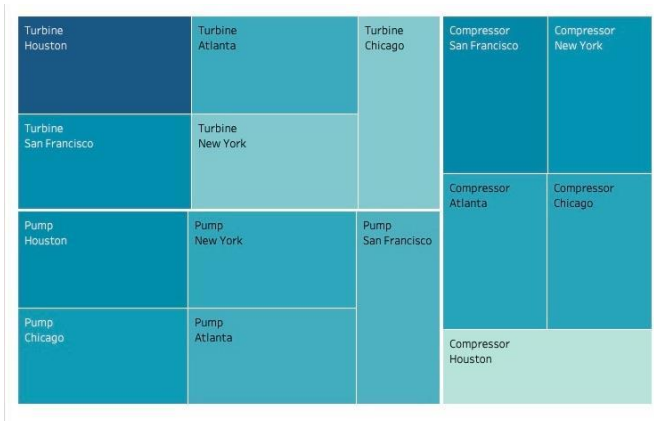 Turbine
Houston
Turbine
Atlanta
Turbine
Chicago
Turbine
San Francisco
Turbine
New York
Pump
Houston
Pump
New York
Pump
San Francisco
Pump
Chicago
Pump
Atlanta
Compressor
San Francisco
Compressor
New York
Compressor
Atlanta
Compressor
Chicago
Compressor
Houston